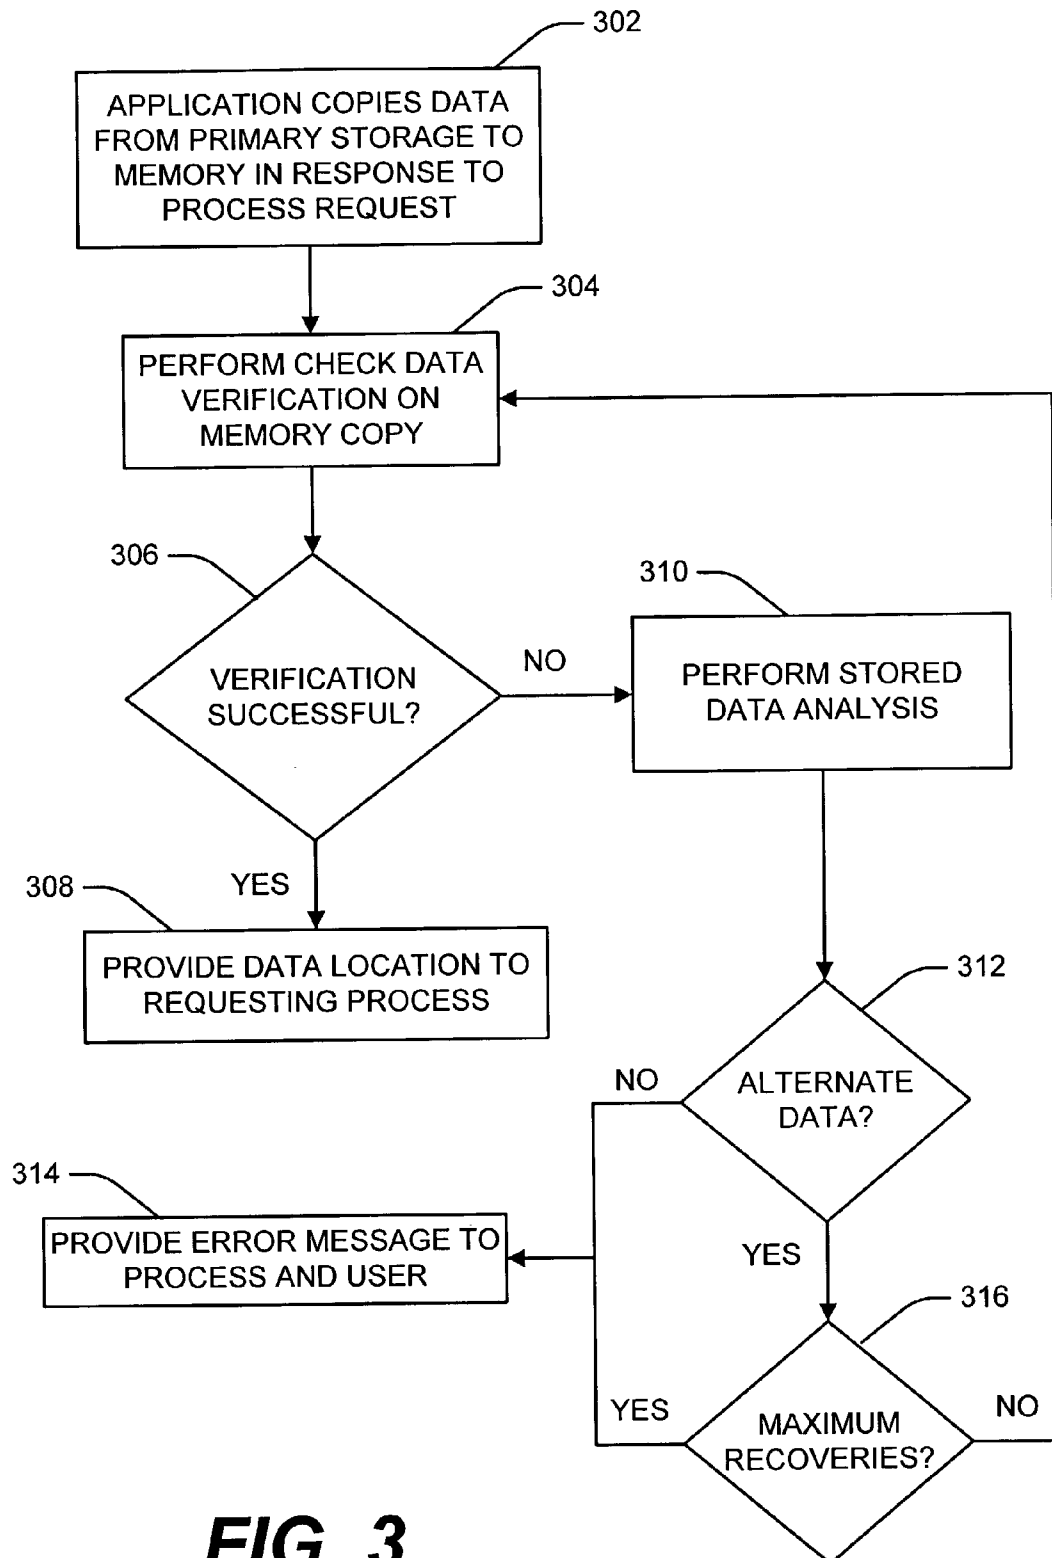 302
APPLICATION COPIES DATA
FROM PRIMARY STORAGE TO
MEMORY IN RESPONSE TO
PROCESS REQUEST
304
PERFORM CHECK DATA
VERIFICATION ON
MEMORY COPY
306
VERIFICATION
SUCCESSFUL?
NO
310
PERFORM STORED
DATA ANALYSIS
YES
308
PROVIDE DATA LOCATION TO
REQUESTING PROCESS
312
ALTERNATE
DATA?
NO
314
PROVIDE ERROR MESSAGE TO
PROCESS AND USER
YES
316
MAXIMUM
RECOVERIES?
YES
NO
FIG. 3